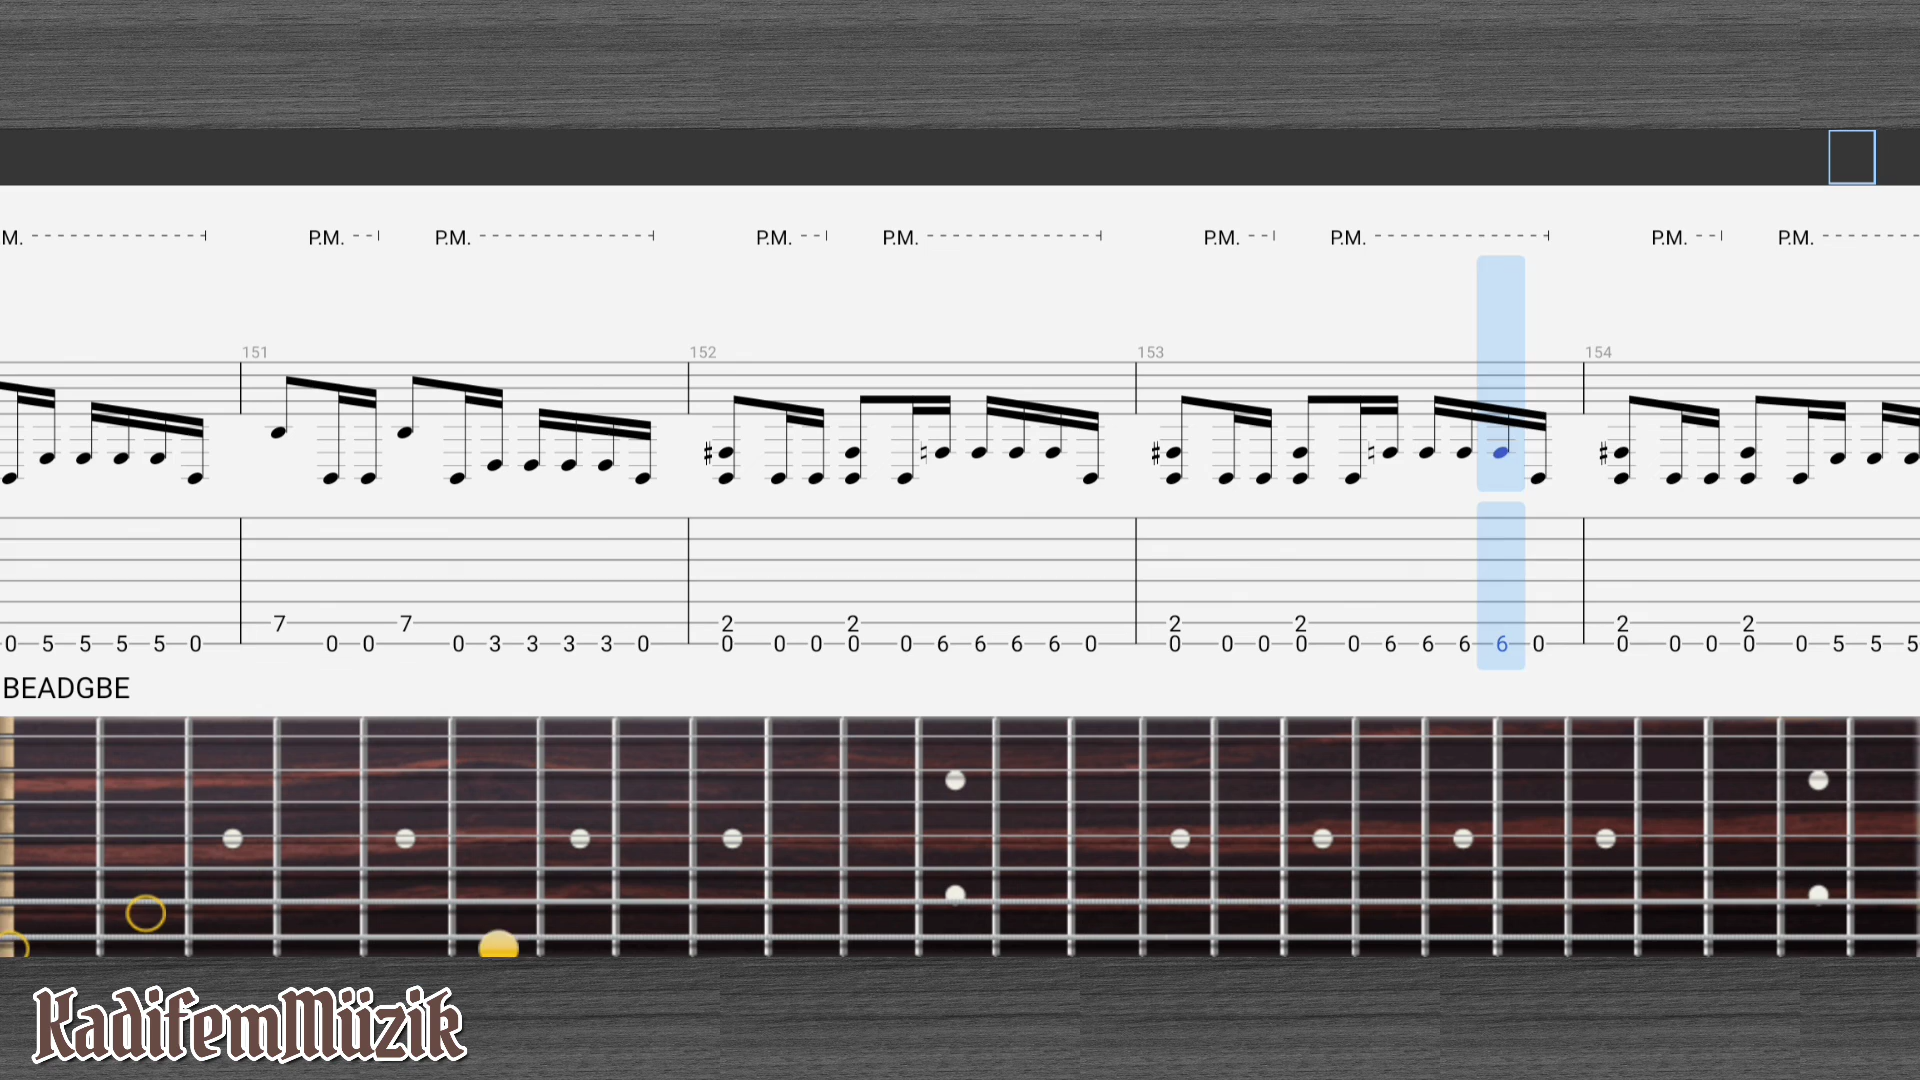 M. P.M. P.M. P.M. P.M. P.M. P.M. P.M. P.M.
151 152 153 154
7 7 2 2 2 2 2 2
0 5 5 5 5 0 0 0 0 3 3 3 3 0 0 0 0 0 0 6 6 6 6 0 0 0 0 0 0 6 6 6 6 0 0 0 0 0 0 5 5 5
BEADGBE
KadifemMüzik